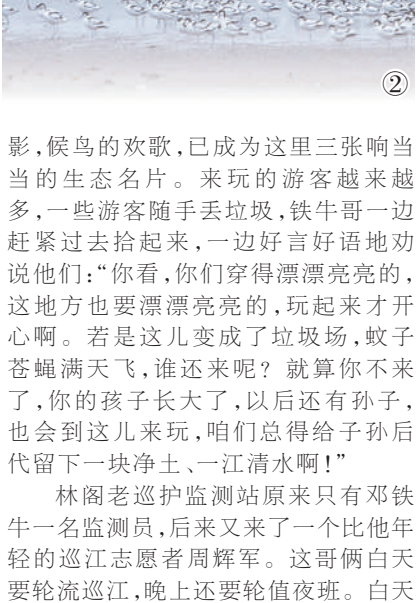 ②
影,候鸟的欢歌,已成为这里三张响当
当的生态名片。来玩的游客越来越
多,一些游客随手丢垃圾,铁牛哥一边
赶紧过去拾起来,一边好言好语地劝
说他们:“你看,你们穿得漂漂亮亮的,
这地方也要漂漂亮亮的,玩起来才开
心啊。若是这儿变成了垃圾场,蚊子
苍蝇满天飞,谁还来呢?就算你不来
了,你的孩子长大了,以后还有孙子,
也会到这儿来玩,咱们总得给子孙后
代留下一块净土、一江清水啊!”
林阁老巡护监测站原来只有邓铁
牛一名监测员,后来又来了一个比他年
轻的巡江志愿者周辉军。这哥俩白天
要轮流巡江,晚上还要轮值夜班。白天